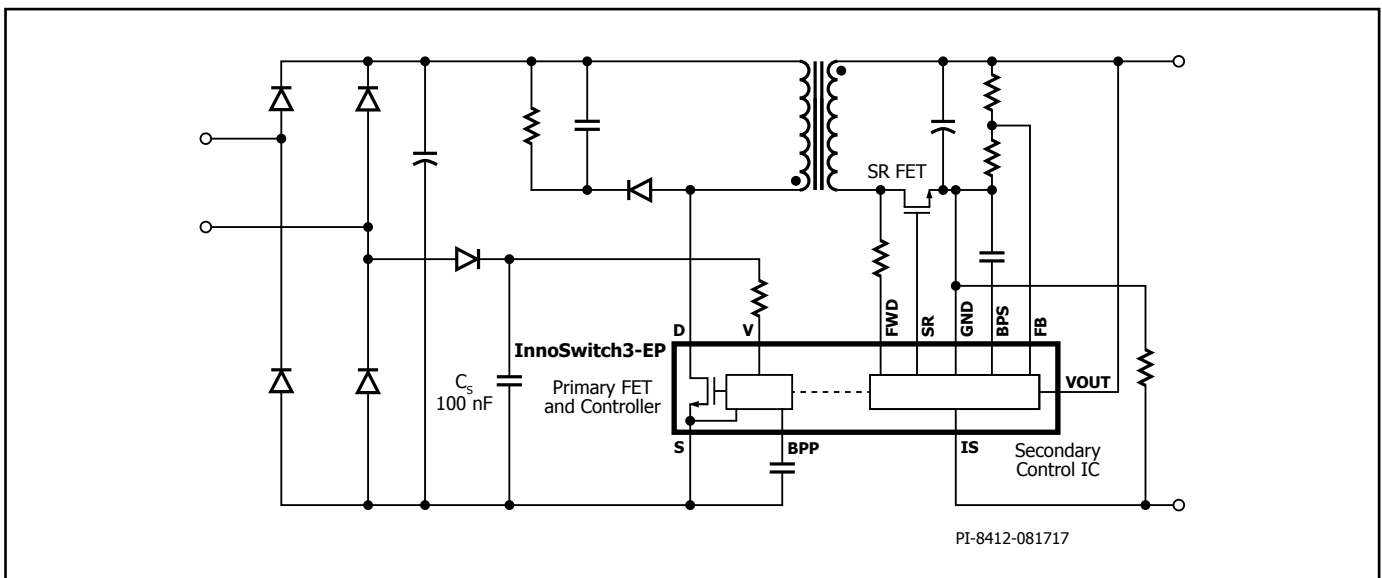 SR FET
FWD
SR
GND
BPS
FB
D
V
InnoSwitch3-EP
VOUT
Cs
100 nF
Primary FET
and Controller
S
BPP
IS
Secondary
Control IC
PI-8412-081717